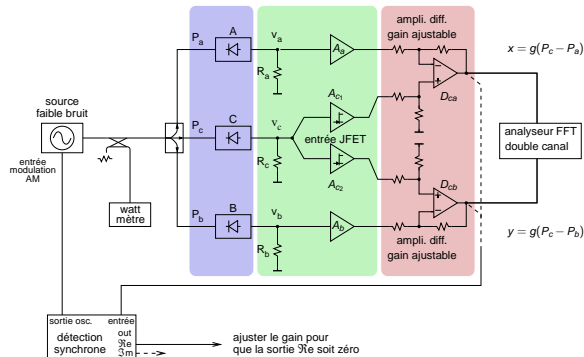 ampli. diff.
gain ajustable
P_a
A
v_a
A_a
R_a
x = g(P_c − P_a)
D_ca
source
faible bruit
P_c
C
v_c
A_c1
entrée JFET
A_c2
R_c
analyseur FFT
double canal
entrée
modulation
AM
watt
mètre
D_cb
P_b
B
v_b
A_b
R_b
ampli. diff.
gain ajustable
y = g(P_c − P_b)
sortie osc. entrée
out
détection
synchrone
ℜe
ℑm
ajuster le gain pour
que la sortie ℜe soit zéro